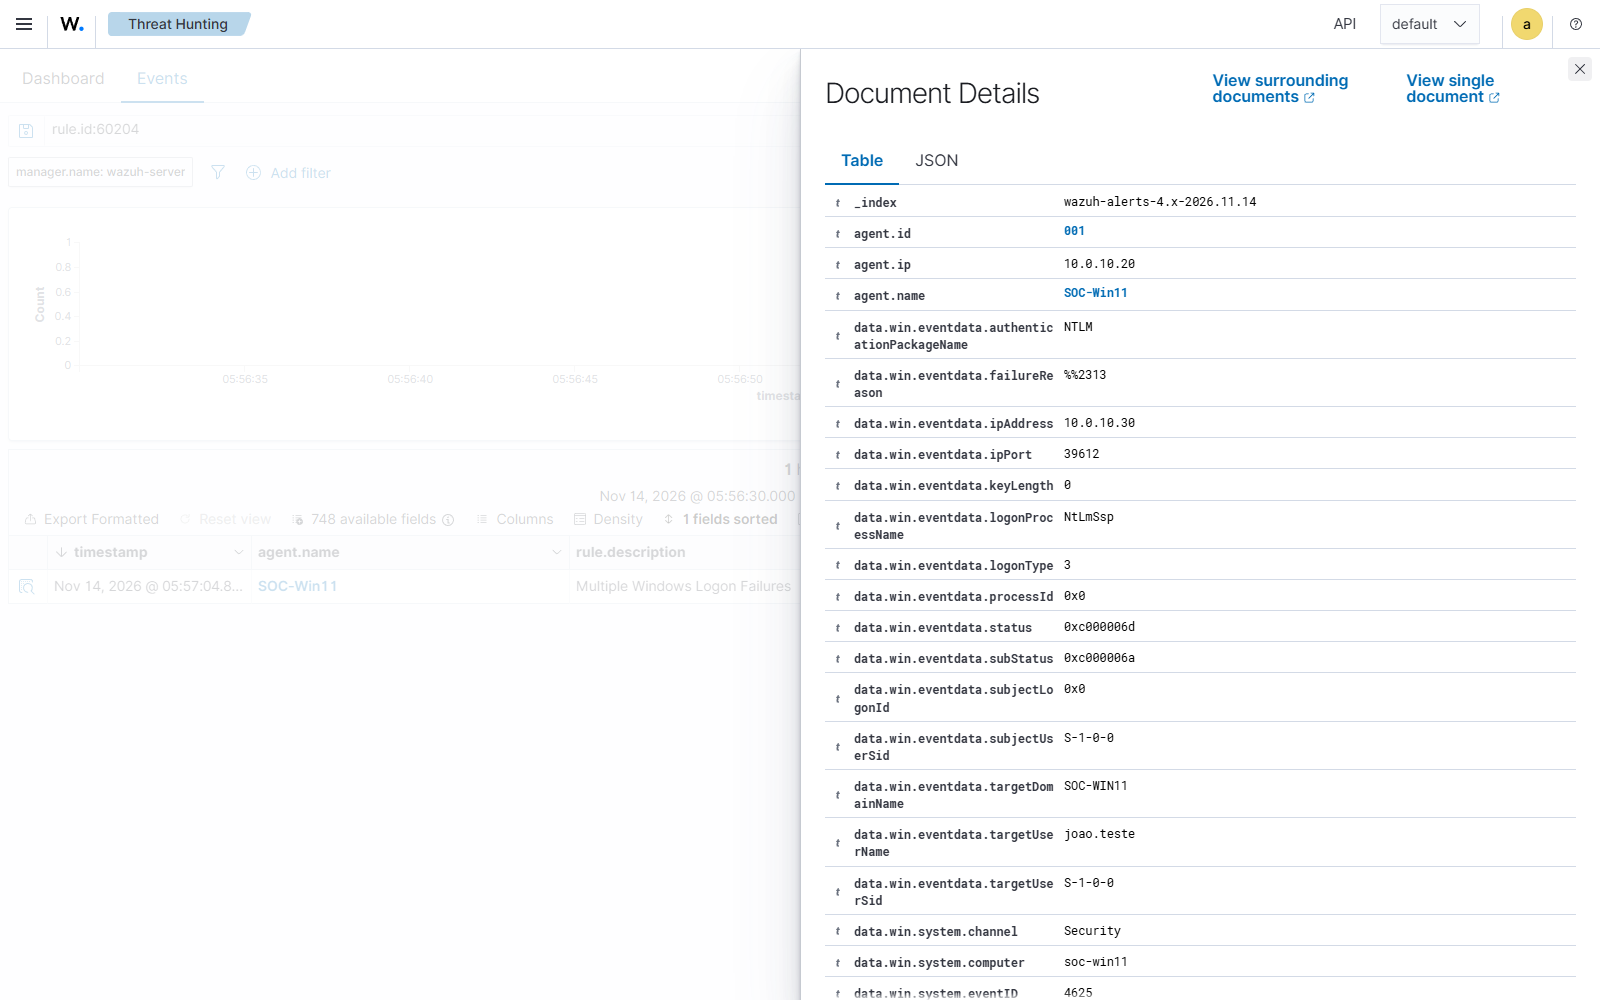 W.
Threat Hunting
API
default
a
Dashboard
Events
rule.id:60204
manager.name: wazuh-server
Add filter
Count
1
0.8
0.6
0.4
0.2
0
05:56:35
05:56:40
05:56:45
05:56:50
timesta
1 h
Nov 14, 2026 @ 05:56:30.000
Export Formatted
Reset view
748 available fields
Columns
Density
1 fields sorted
timestamp
agent.name
rule.description
Nov 14, 2026 @ 05:57:04.8...
SOC-Win11
Multiple Windows Logon Failures
Document Details
View surrounding
documents
View single
document
Table
JSON
t _index wazuh-alerts-4.x-2026.11.14
t agent.id 001
t agent.ip 10.0.10.20
t agent.name SOC-Win11
t data.win.eventdata.authentic NTLM
ationPackageName
t data.win.eventdata.failureRe %%2313
ason
t data.win.eventdata.ipAddress 10.0.10.30
t data.win.eventdata.ipPort 39612
t data.win.eventdata.keyLength 0
t data.win.eventdata.logonProc NtLmSsp
essName
t data.win.eventdata.logonType 3
t data.win.eventdata.processId 0x0
t data.win.eventdata.status 0xc000006d
t data.win.eventdata.subStatus 0xc000006a
t data.win.eventdata.subjectLo 0x0
gonId
t data.win.eventdata.subjectUs S-1-0-0
erSid
t data.win.eventdata.targetDom SOC-WIN11
ainName
t data.win.eventdata.targetUse joao.teste
rName
t data.win.eventdata.targetUse S-1-0-0
rSid
t data.win.system.channel Security
t data.win.system.computer soc-win11
t data.win.system.eventID 4625